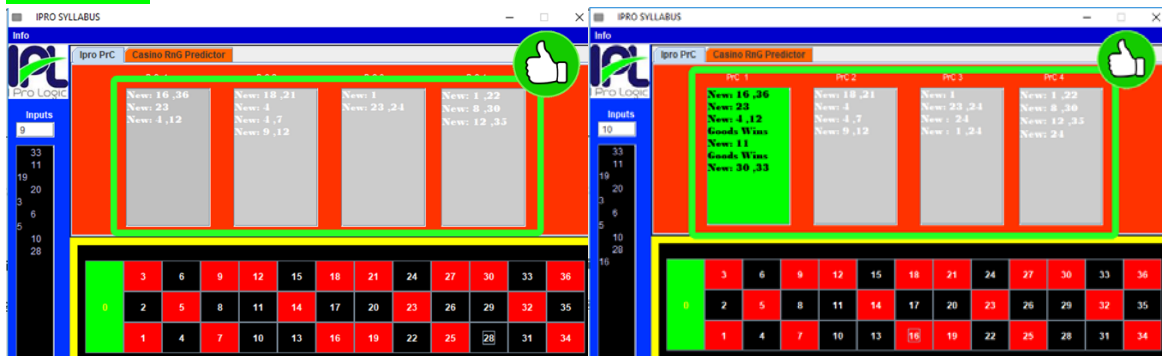 IPRO SYLLABUS
Info
IPL
I Pro Logic
Ipro PrC
Casino RnG Predictor
Inputs
9
33
11
19
20
3
6
5
10
28
New: 16 ,36
New: 23
New: 4 ,12
New: 18 ,21
New: 4
New: 4 ,7
New: 9 ,12
New: 1
New: 23 ,24
New: 1 ,22
New: 8 ,30
New: 12 ,35
0
3 6 9 12 15 18 21 24 27 30 33 36
2 5 8 11 14 17 20 23 26 29 32 35
1 4 7 10 13 16 19 22 25 28 31 34
IPRO SYLLABUS
Info
IPL
I Pro Logic
Ipro PrC
Casino RnG Predictor
Inputs
10
33
11
19
20
3
6
5
10
28
16
PrC 1
New: 16 ,36
New: 23
New: 4 ,12
Goods Wins
New: 11
Goods Wins
New: 30 ,33
PrC 2
New: 18 ,21
New: 4
New: 4 ,7
New: 9 ,12
PrC 3
New: 1
New: 23 ,24
New : 24
New : 1 ,24
PrC 4
New: 1 ,22
New: 8 ,30
New: 12 ,35
New: 24
0
3 6 9 12 15 18 21 24 27 30 33 36
2 5 8 11 14 17 20 23 26 29 32 35
1 4 7 10 13 16 19 22 25 28 31 34